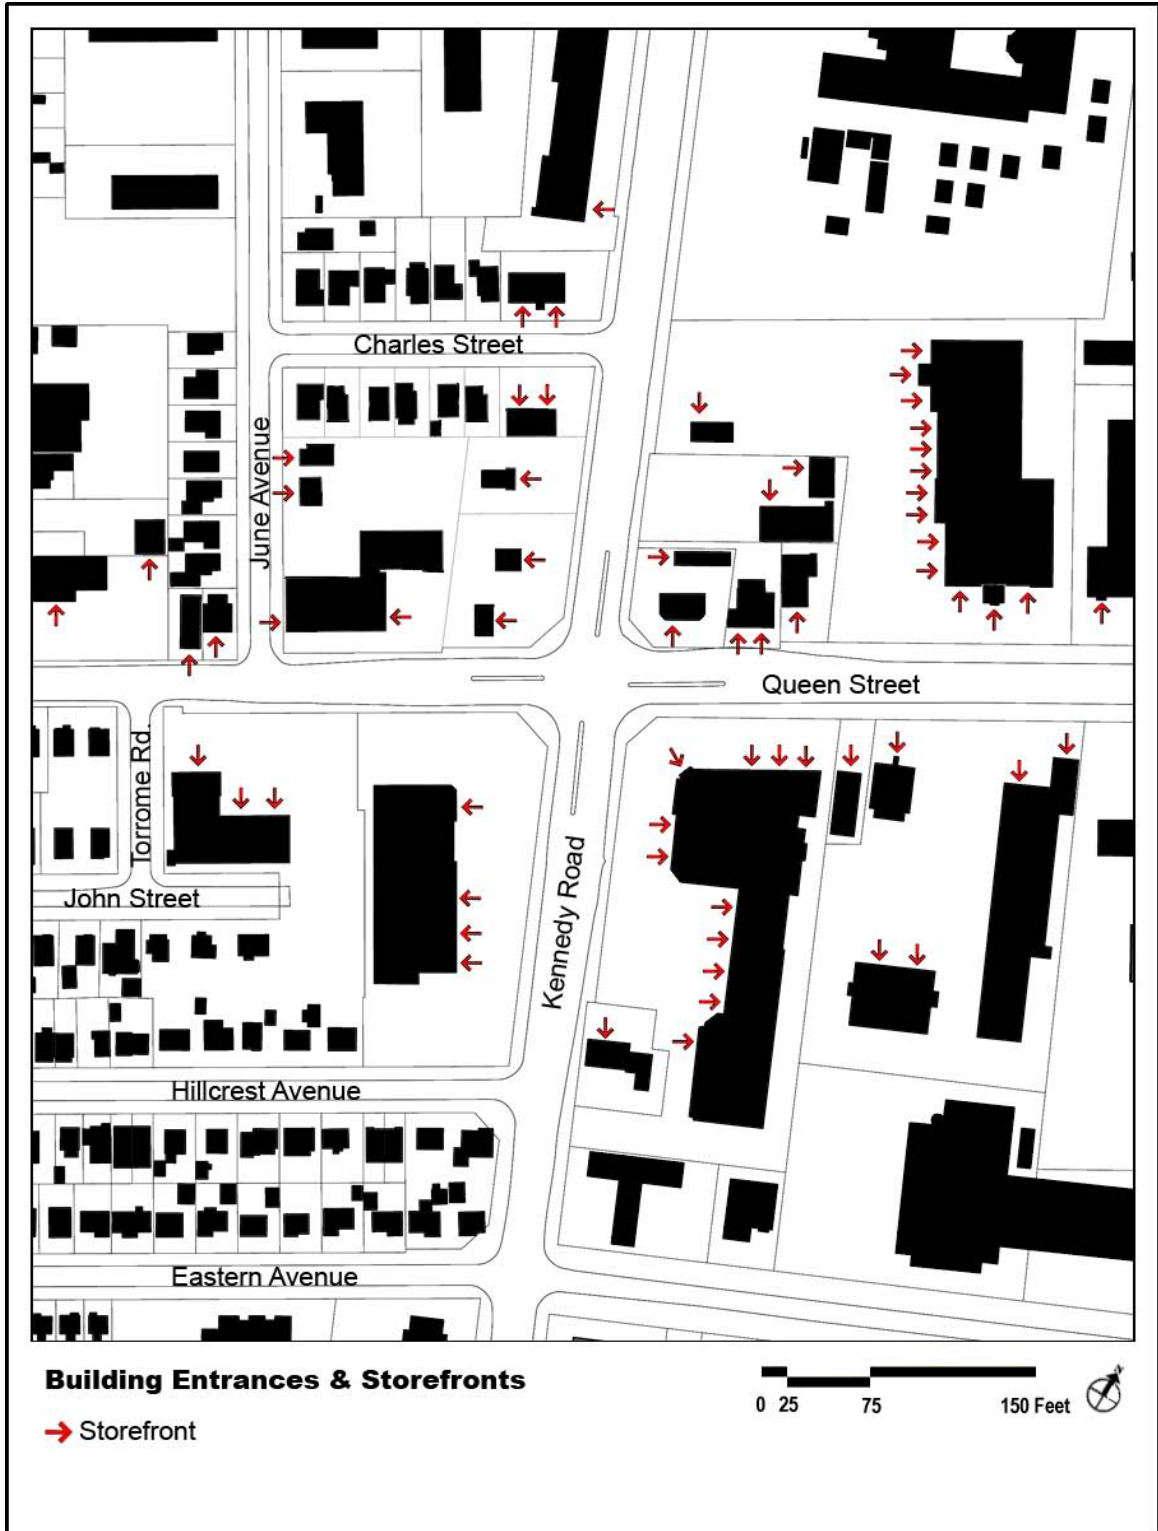 Charles Street
June Avenue
Queen Street
Torrome Rd.
John Street
Kennedy Road
Hillcrest Avenue
Eastern Avenue
Building Entrances & Storefronts
0 25 75 150 Feet
Storefront